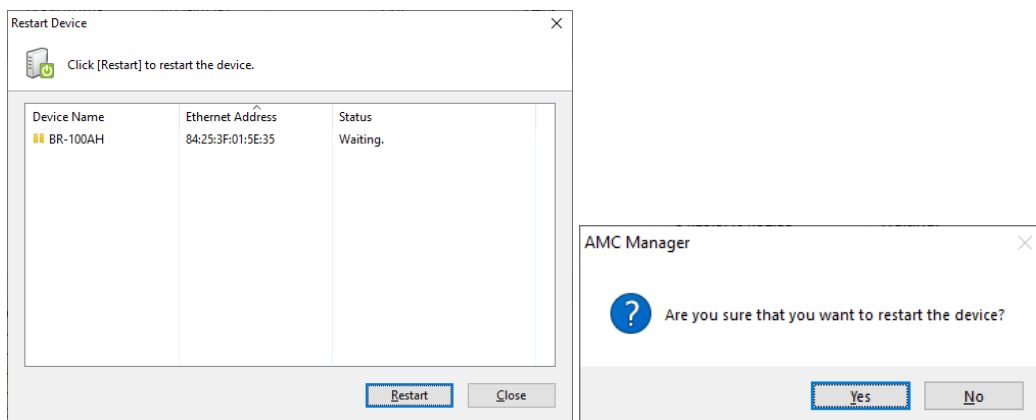 Restart Device
Click [Restart] to restart the device.
Device Name Ethernet Address Status
BR-100AH 84:25:3F:01:5E:35 Waiting.
Restart Close
AMC Manager
Are you sure that you want to restart the device?
Yes No